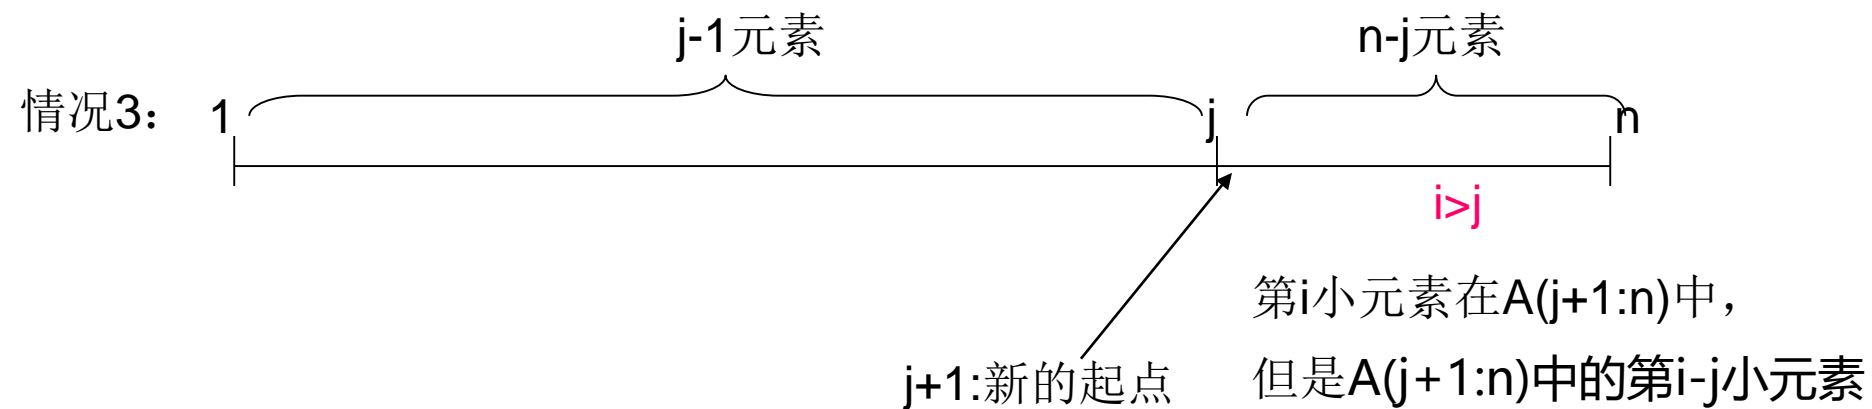 j-1元素
n-j元素
情况3：
1
j
n
i>j
第i小元素在A(j+1:n)中，
j+1:新的起点
但是A(j+1:n)中的第i-j小元素